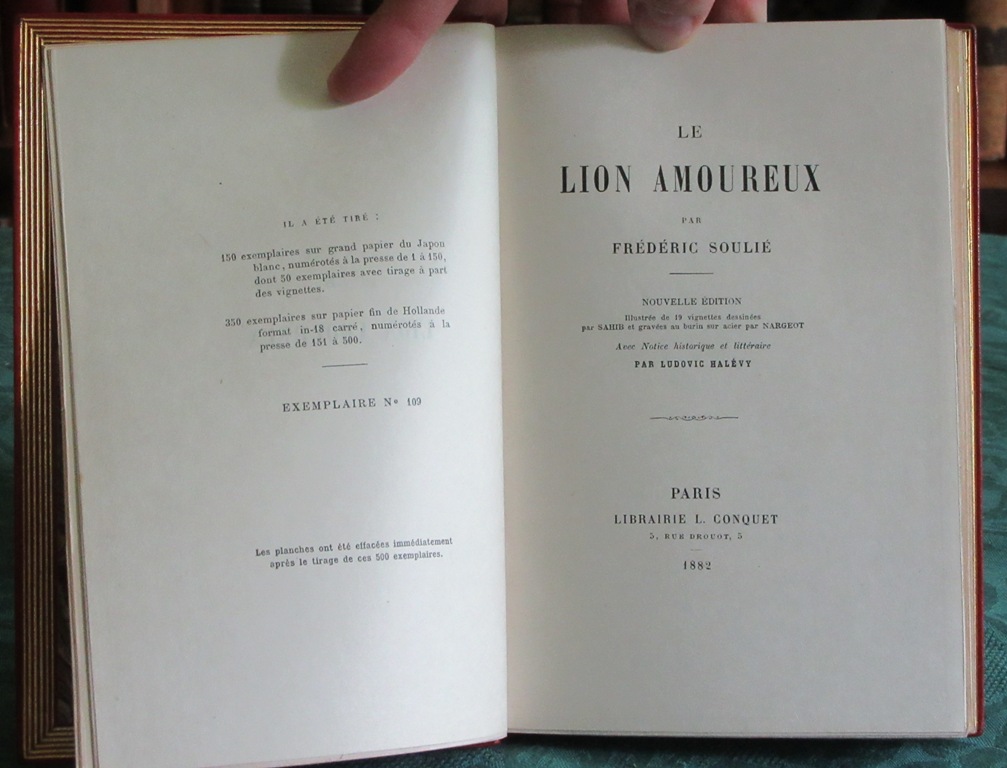 IL A ÉTÉ TIRÉ :
150 exemplaires sur grand papier du Japon
blanc, numérotés à la presse de 1 à 150,
dont 50 exemplaires avec tirage à part
des vignettes.
350 exemplaires sur papier fin de Hollande
format in-18 carré, numérotés à la
presse de 151 à 500.
EXEMPLAIRE N° 109
Les planches ont été effacées immédiatement
après le tirage de ces 500 exemplaires.
LE
LION AMOUREUX
PAR
FRÉDÉRIC SOULIÉ
NOUVELLE ÉDITION
Illustrée de 19 vignettes dessinées
par SAHIB et gravées au burin sur acier par NARGEOT
Avec Notice historique et littéraire
PAR LUDOVIC HALÉVY
PARIS
LIBRAIRIE L. CONQUET
5, RUE DROUOT, 5
1882